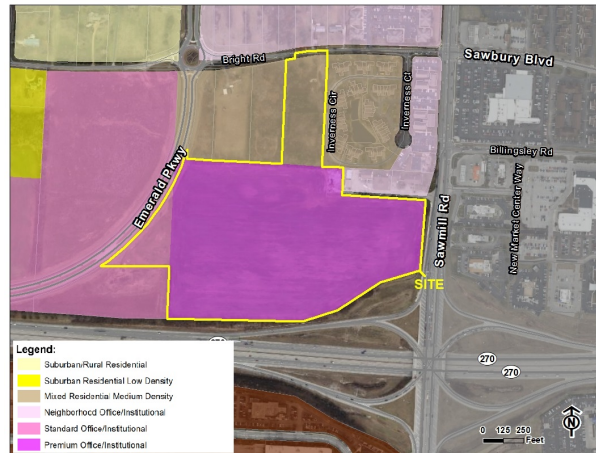 Sawbury Blvd
Bright Rd
Inverness Cir
Inverness Ct
Billingsley Rd
Emerald Pkwy
Sawmill Rd
New Market Center Way
SITE
270
270
270
Legend:
Suburban/Rural Residential
Suburban Residential Low Density
Mixed Residential Medium Density
Neighborhood Office/Institutional
Standard Office/Institutional
Premium Office/Institutional
N
0 125 250
Feet